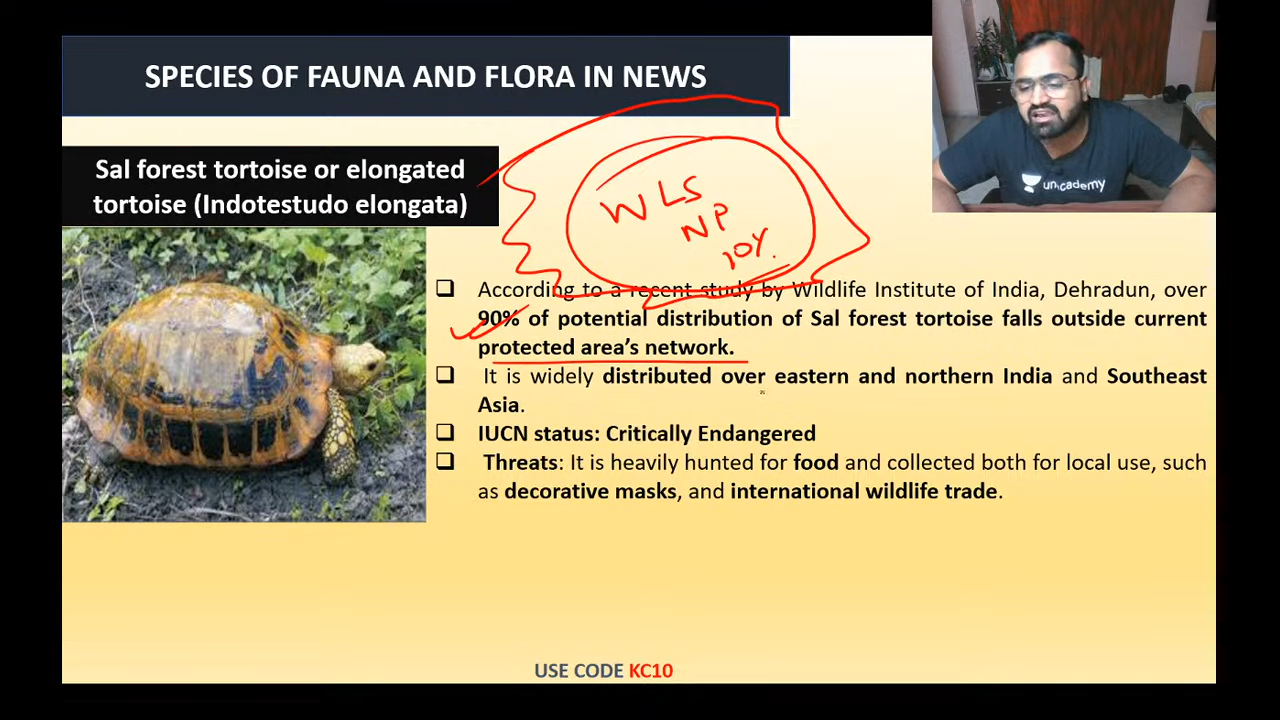 SPECIES OF FAUNA AND FLORA IN NEWS
unacademy
Sal forest tortoise or elongated
tortoise (Indotestudo elongata)
WLS
NP
10%
❑ According to a recent study by Wildlife Institute of India, Dehradun, over
90% of potential distribution of Sal forest tortoise falls outside current
protected area’s network.
❑ It is widely distributed over eastern and northern India and Southeast
Asia.
❑ IUCN status: Critically Endangered
❑ Threats: It is heavily hunted for food and collected both for local use, such
as decorative masks, and international wildlife trade.
USE CODE KC10